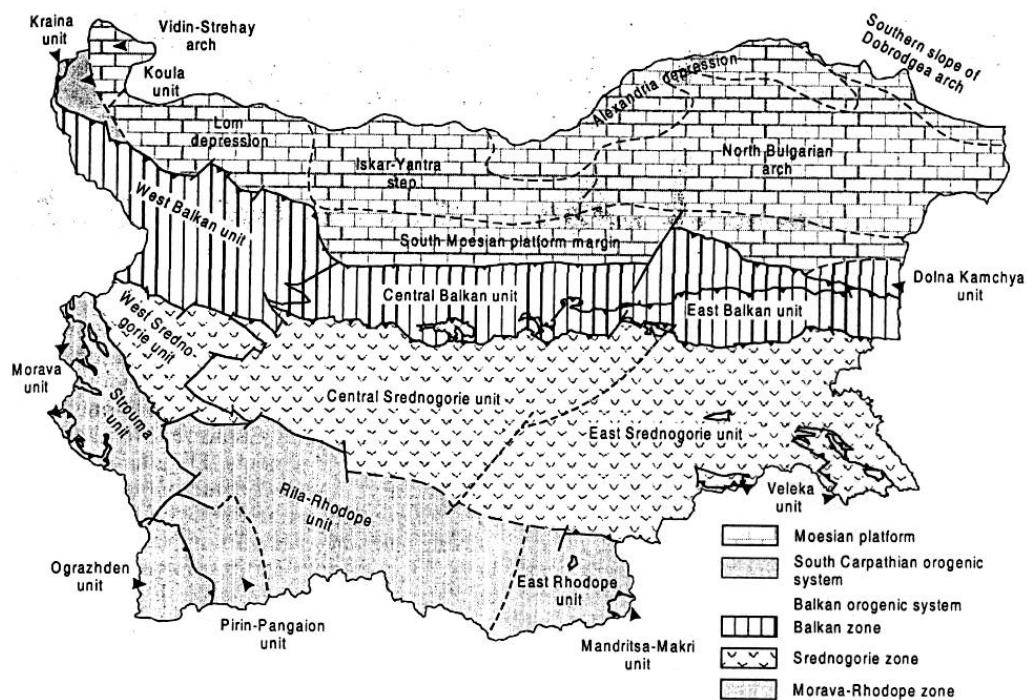 Kraina
unit
Vidin-Strehay
arch
Koula
unit
Southern slope of
Dobrodgea arch
Alexandria depression
Lom
depression
Iskar-Yantra
step
North Bulgarian
arch
West Balkan unit
South Moesian platform margin
Dolna Kamchya
unit
Central Balkan unit
East Balkan unit
West Sredno-
gorie unit
Morava
unit
Strouma
unit
Central Srednogorie unit
East Srednogorie unit
Veleka
unit
Rila-Rhodope
unit
Ograzhden
unit
East Rhodope
unit
Pirin-Pangaion
unit
Mandritsa-Makri
unit
Moesian platform
South Carpathian orogenic
system
Balkan orogenic system
Balkan zone
Srednogorie zone
Morava-Rhodope zone